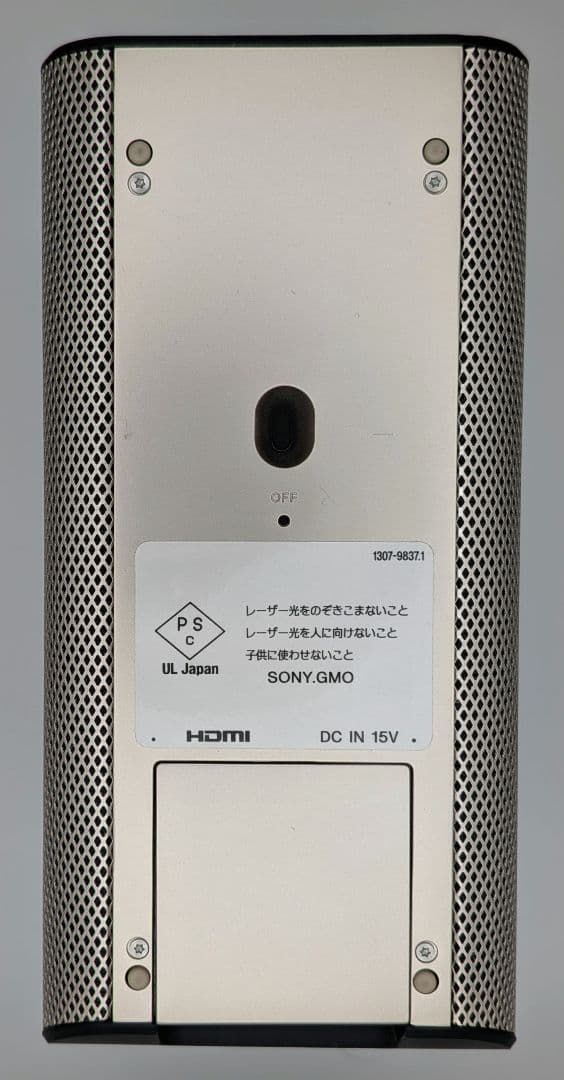 OFF
1307-9837.1
レーザー光をのぞきこまないこと
P S
C
レーザー光を人に向けないこと
子供に使わせないこと
UL Japan
SONY.GMO
HDMI
DC IN 15V